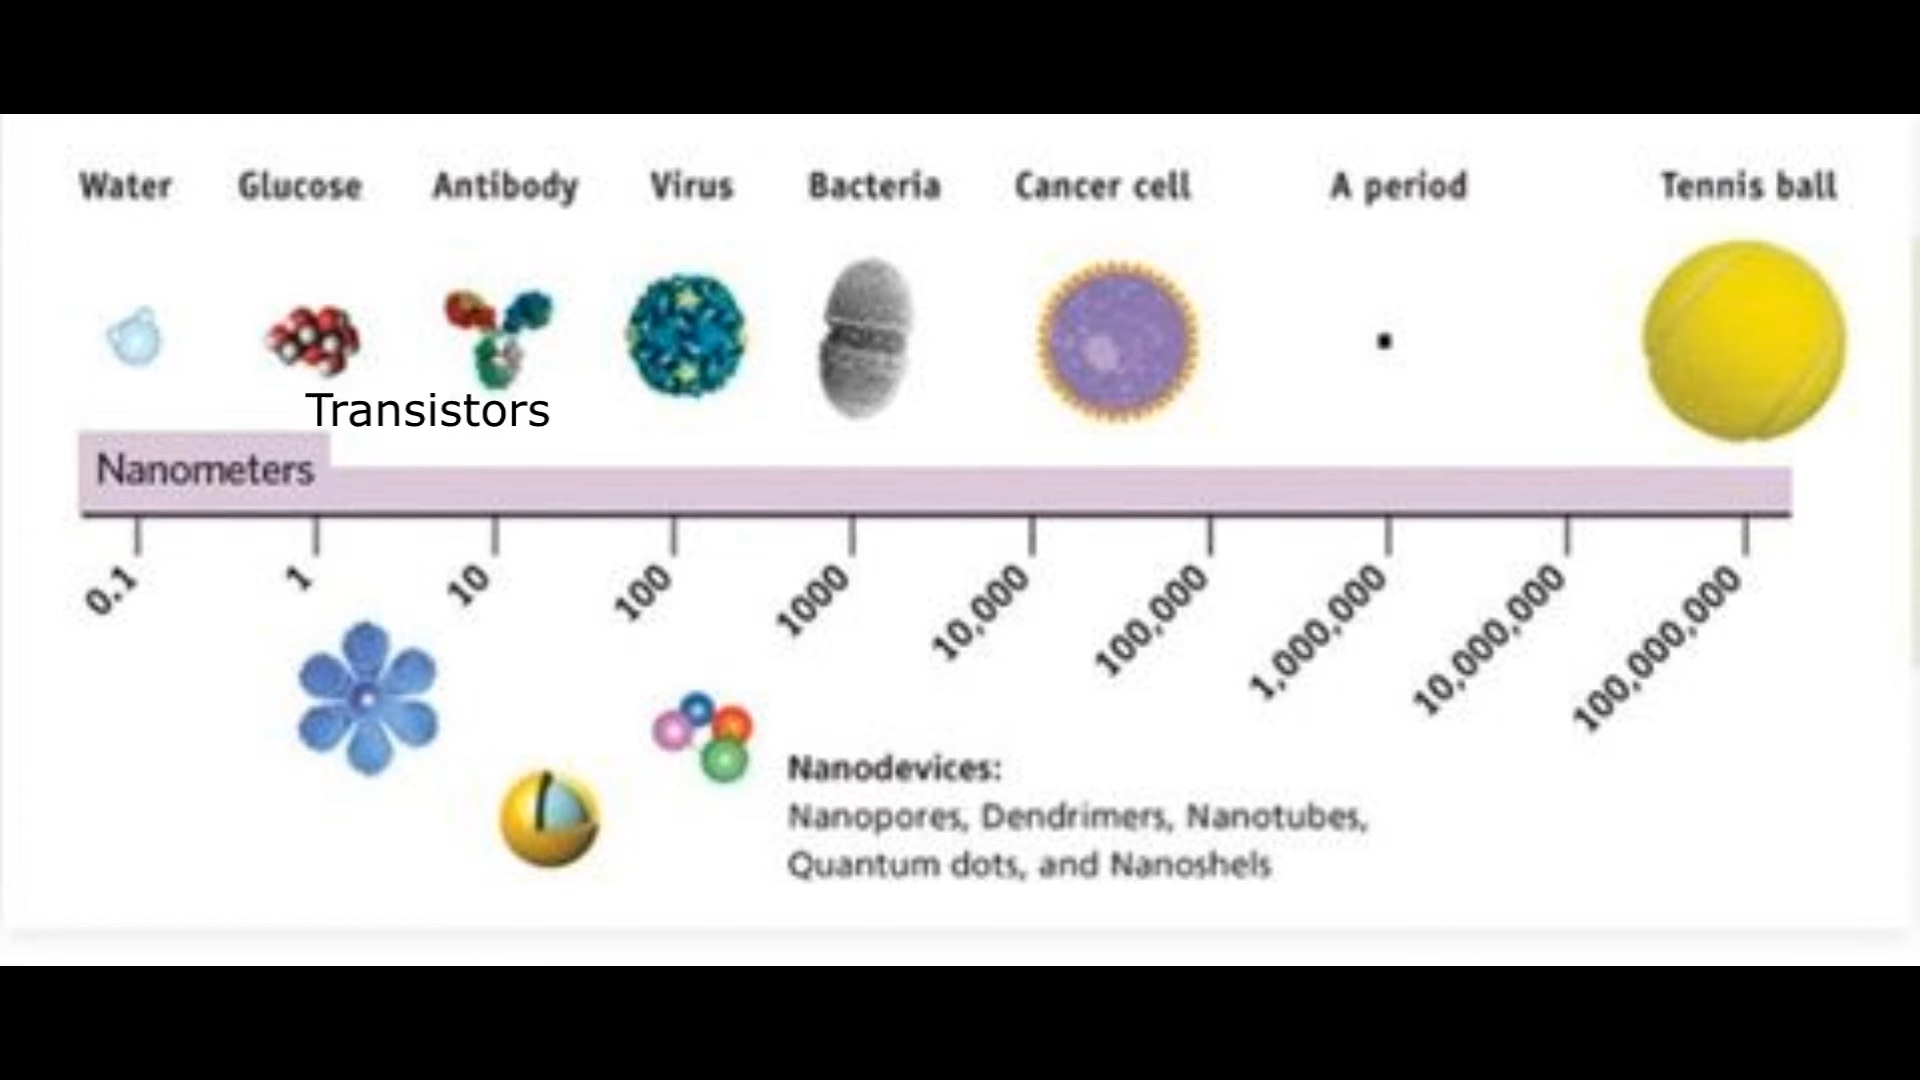 Water Glucose Antibody Virus Bacteria Cancer cell A period Tennis ball
Transistors
Nanometers
0.1 1 10 100 1000 10,000 100,000 1,000,000 10,000,000 100,000,000
Nanodevices:
Nanopores, Dendrimers, Nanotubes,
Quantum dots, and Nanoshels